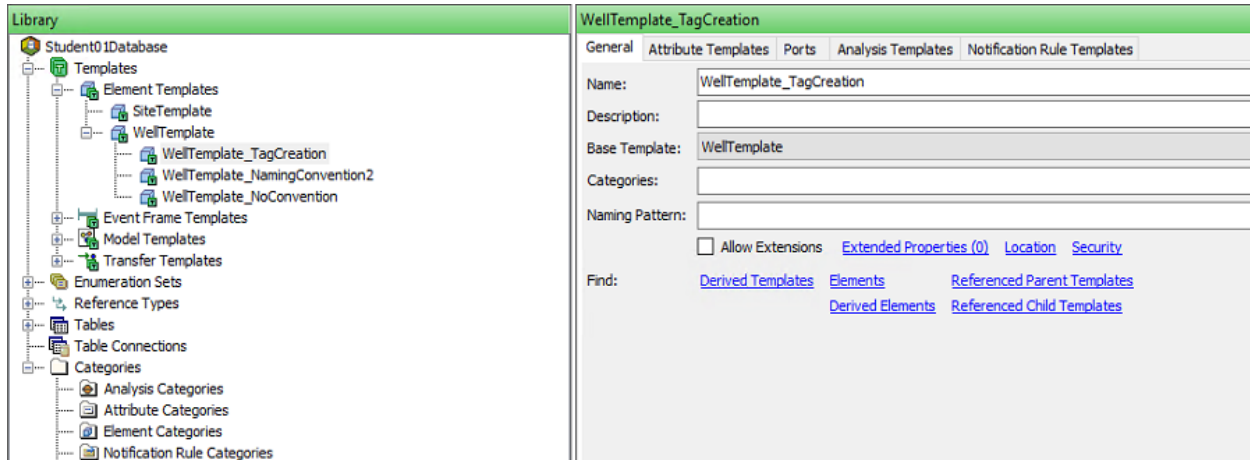 Library
Student01Database
Templates
Element Templates
SiteTemplate
WellTemplate
WellTemplate_TagCreation
WellTemplate_NamingConvention2
WellTemplate_NoConvention
Event Frame Templates
Model Templates
Transfer Templates
Enumeration Sets
Reference Types
Tables
Table Connections
Categories
Analysis Categories
Attribute Categories
Element Categories
Notification Rule Categories
WellTemplate_TagCreation
General Attribute Templates Ports Analysis Templates Notification Rule Templates
Name: WellTemplate_TagCreation
Description:
Base Template: WellTemplate
Categories:
Naming Pattern:
Allow Extensions Extended Properties (0) Location Security
Find: Derived Templates Elements Referenced Parent Templates
Derived Elements Referenced Child Templates